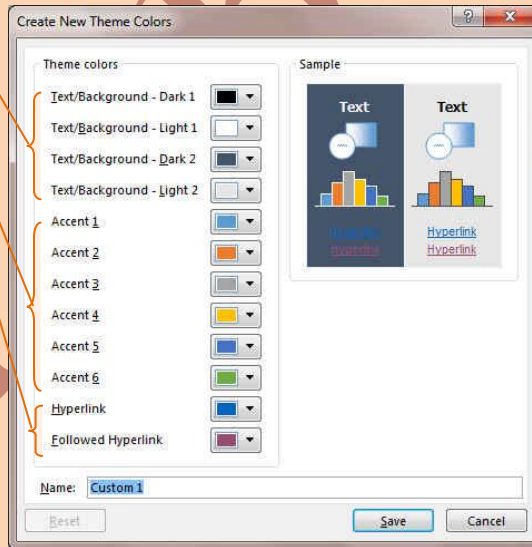 Create New Theme Colors
Theme colors
Text/Background - Dark 1
Text/Background - Light 1
Text/Background - Dark 2
Text/Background - Light 2
Accent 1
Accent 2
Accent 3
Accent 4
Accent 5
Accent 6
Hyperlink
Followed Hyperlink
Sample
Text Text
Hyperlink Hyperlink
Hyperlink Hyperlink
Name: Custom 1
Reset Save Cancel